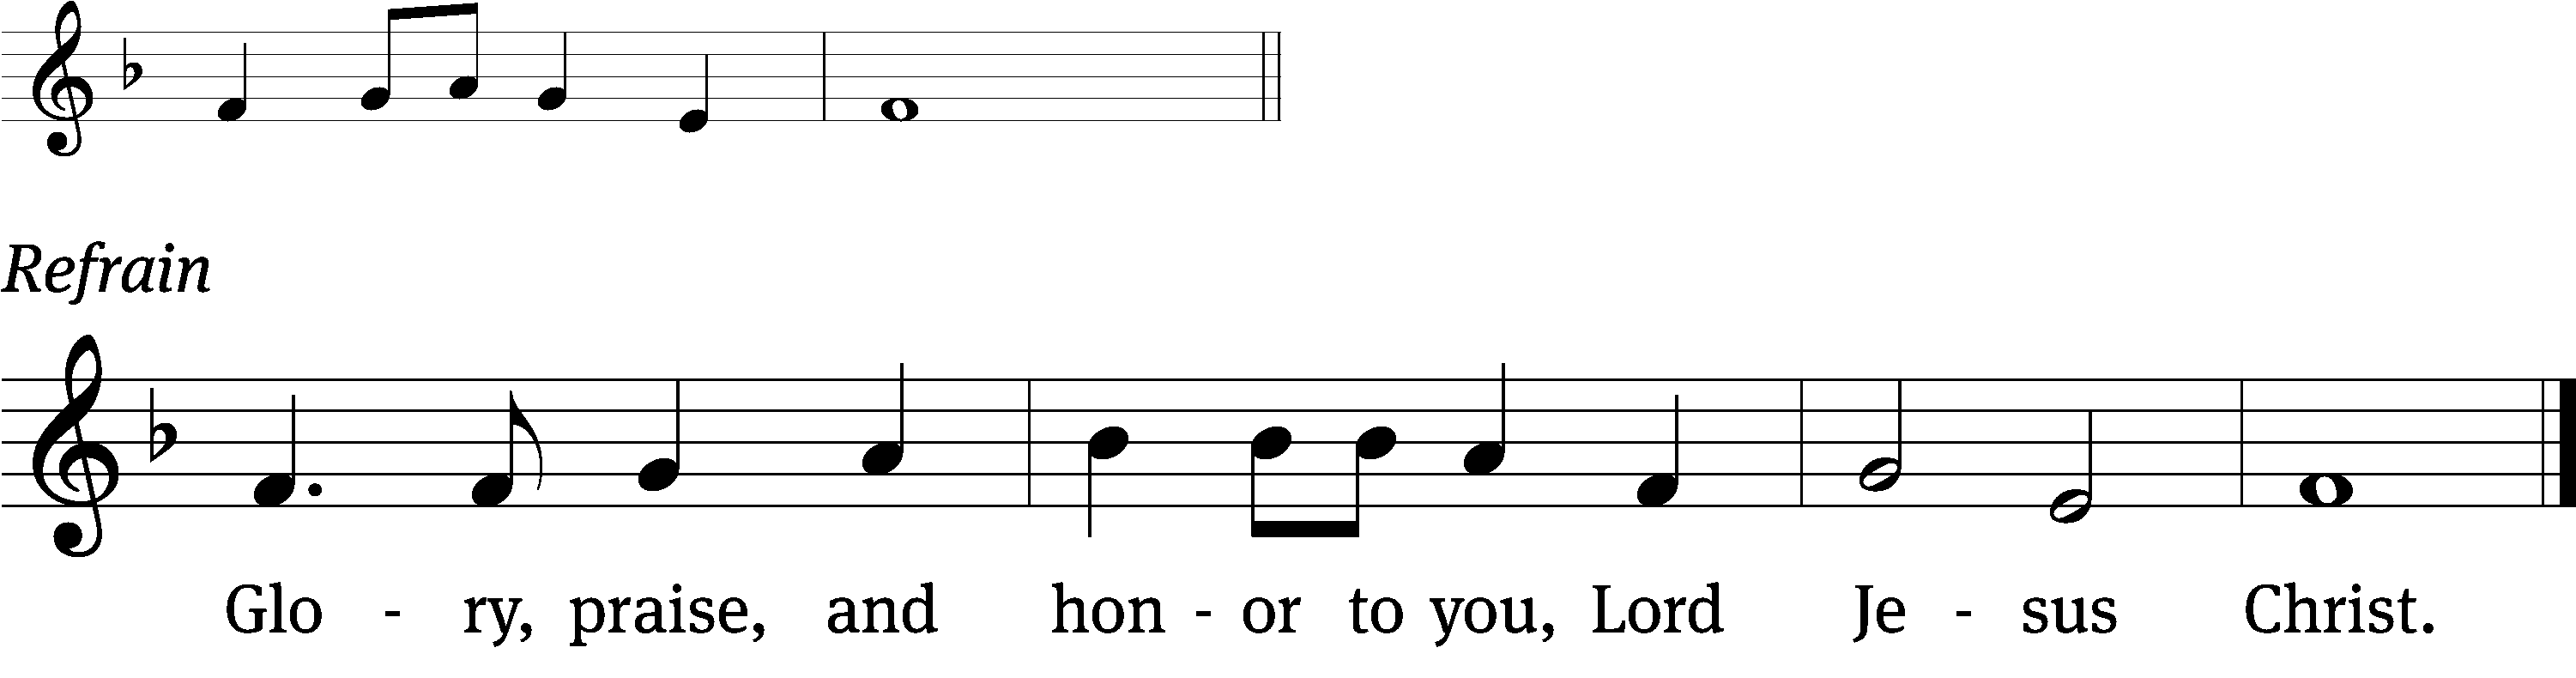 Refrain
Glo - ry, praise, and hon - or to you, Lord Je - sus Christ.